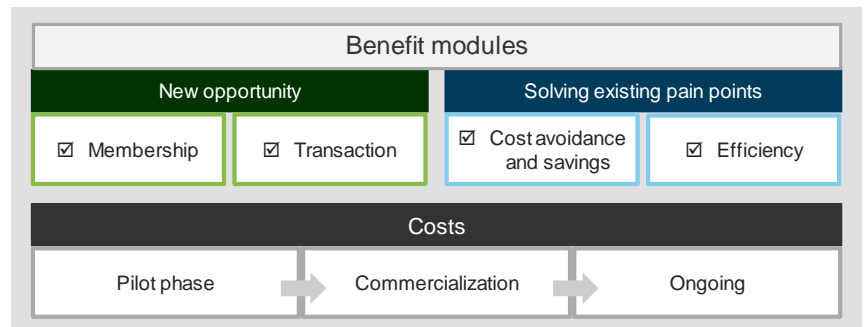 Benefit modules
New opportunity
Solving existing pain points
☑ Membership
☑ Transaction
☑ Cost avoidance
and savings
☑ Efficiency
Costs
Pilot phase
Commercialization
Ongoing